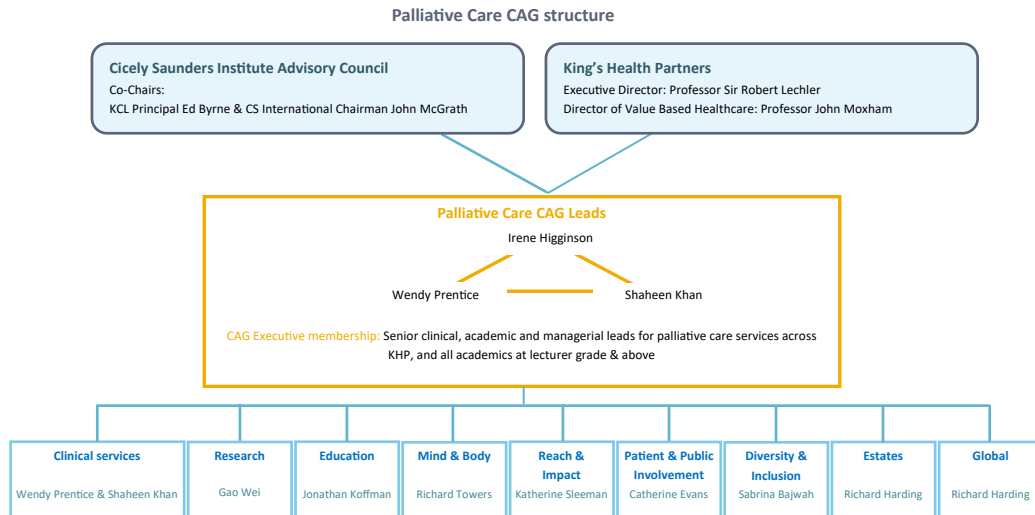 Palliative Care CAG structure
Cicely Saunders Institute Advisory Council
Co-Chairs:
KCL Principal Ed Byrne & CS International Chairman John McGrath
King's Health Partners
Executive Director: Professor Sir Robert Lechler
Director of Value Based Healthcare: Professor John Moxham
Palliative Care CAG Leads
Irene Higginson
Wendy Prentice
Shaheen Khan
CAG Executive membership: Senior clinical, academic and managerial leads for palliative care services across
KHP, and all academics at lecturer grade & above
Clinical services
Wendy Prentice & Shaheen Khan
Research
Gao Wei
Education
Jonathan Koffman
Mind & Body
Richard Towers
Reach &
Impact
Katherine Sleeman
Patient & Public
Involvement
Catherine Evans
Diversity &
Inclusion
Sabrina Bajwah
Estates
Richard Harding
Global
Richard Harding